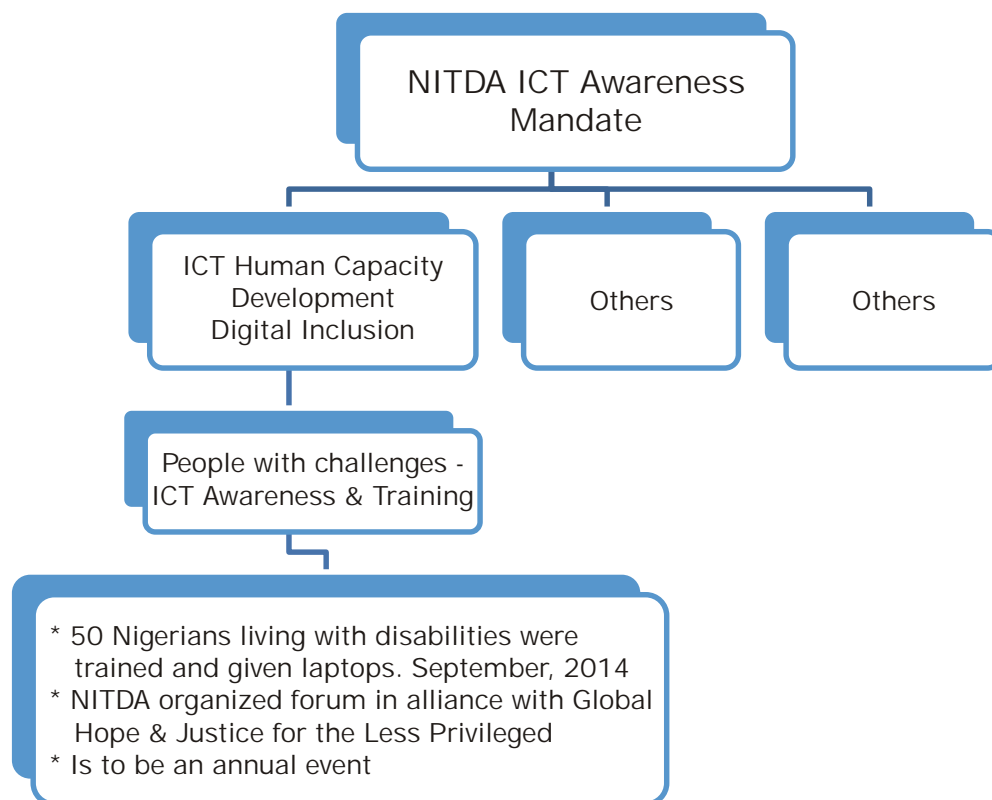 NITDA ICT Awareness
Mandate
ICT Human Capacity
Development
Digital Inclusion
Others
Others
People with challenges -
ICT Awareness & Training
* 50 Nigerians living with disabilities were
trained and given laptops. September, 2014
* NITDA organized forum in alliance with Global
Hope & Justice for the Less Privileged
* Is to be an annual event